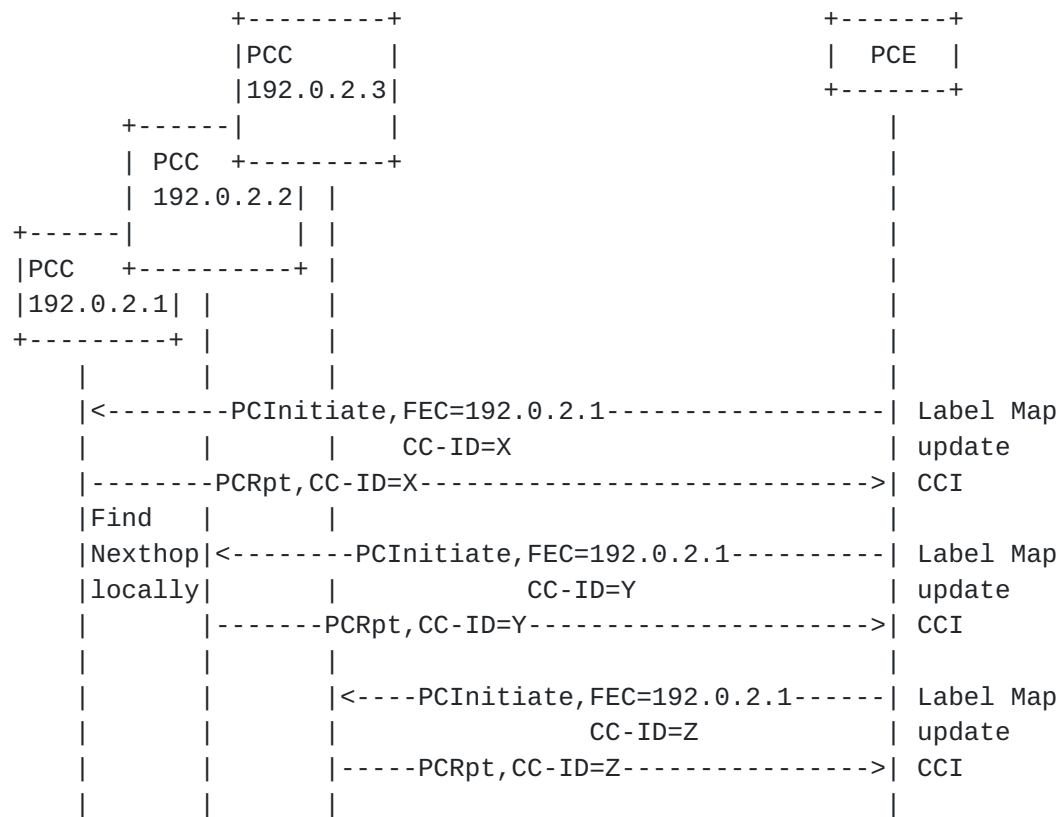 +---------+                          +-------+
|PCC      |                          |  PCE  |
|192.0.2.3|                          +-------+
+------|         |                              |
| PCC  +---------+                              |
| 192.0.2.2| |                                  |
+------|          | |                                  |
|PCC   +----------+ |                                  |
|192.0.2.1| |       |                                  |
+---------+ |       |                                  |
|       |       |                                  |
|<--------PCInitiate,FEC=192.0.2.1------------------| Label Map
|       |       |    CC-ID=X                       | update
|--------PCRpt,CC-ID=X----------------------------->| CCI
|Find   |       |                                  |
|Nexthop|<--------PCInitiate,FEC=192.0.2.1----------| Label Map
|locally|       |            CC-ID=Y               | update
|       |-------PCRpt,CC-ID=Y---------------------->| CCI
|       |       |                                  |
|       |       |<----PCInitiate,FEC=192.0.2.1------| Label Map
|       |       |                CC-ID=Z           | update
|       |       |-----PCRpt,CC-ID=Z---------------->| CCI
|       |       |                                  |